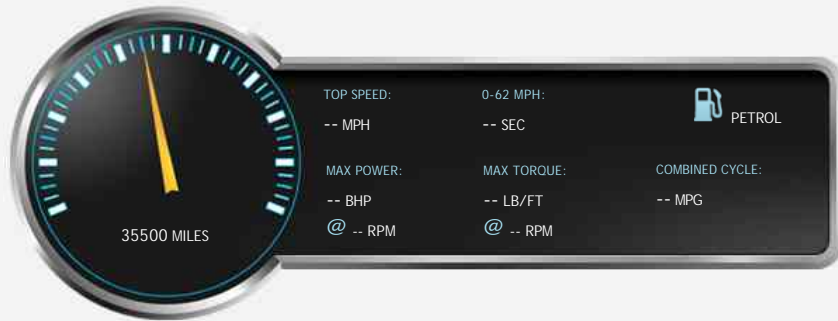 TOP SPEED:
-- MPH
0-62 MPH:
-- SEC
PETROL
MAX POWER:
-- BHP
@ -- RPM
MAX TORQUE:
-- LB/FT
@ -- RPM
COMBINED CYCLE:
-- MPG
35500 MILES